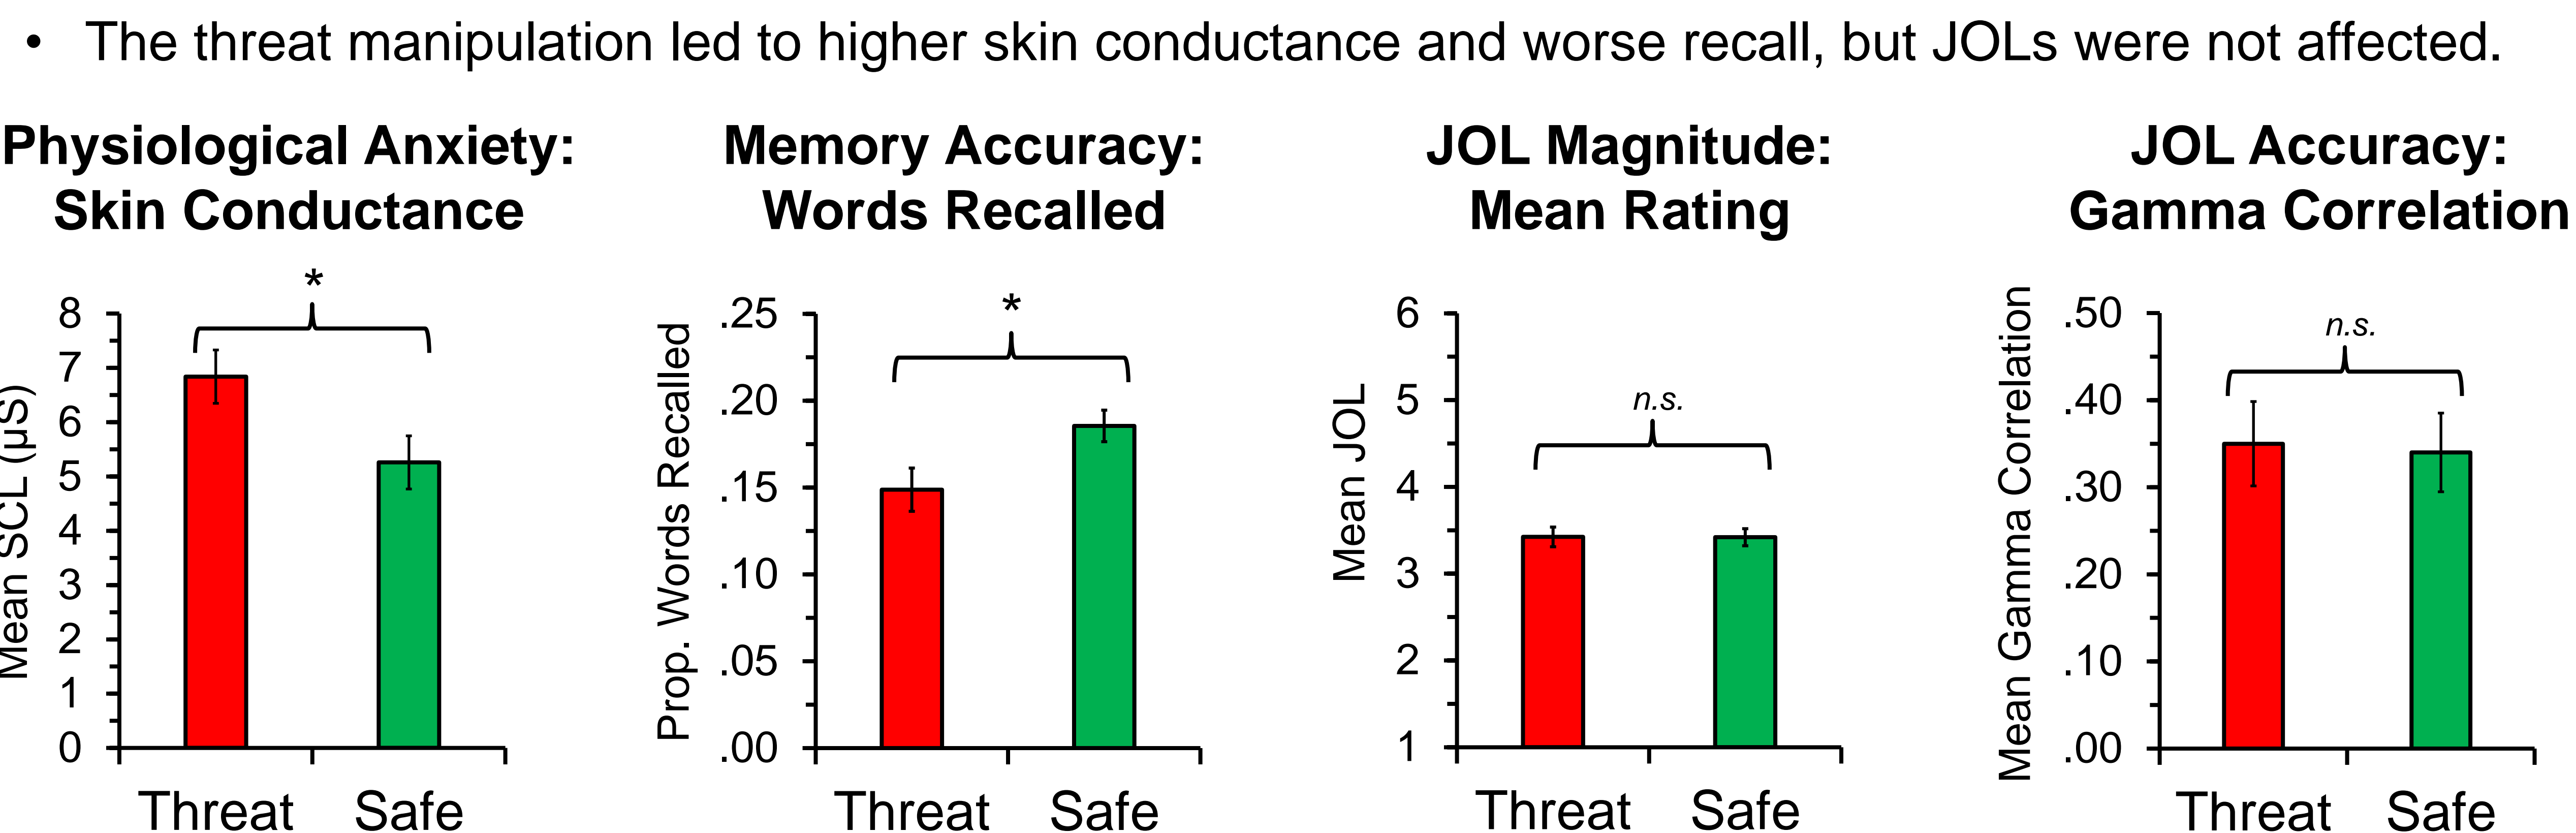 • The threat manipulation led to higher skin conductance and worse recall, but JOLs were not affected.
Physiological Anxiety:
Skin Conductance
*
Mean SCL (µS)
8
7
6
5
4
3
2
1
0
Threat Safe
Memory Accuracy:
Words Recalled
*
Prop. Words Recalled
.25
.20
.15
.10
.05
.00
Threat Safe
JOL Magnitude:
Mean Rating
n.s.
Mean JOL
6
5
4
3
2
1
Threat Safe
JOL Accuracy:
Gamma Correlation
n.s.
Mean Gamma Correlation
.50
.40
.30
.20
.10
.00
Threat Safe